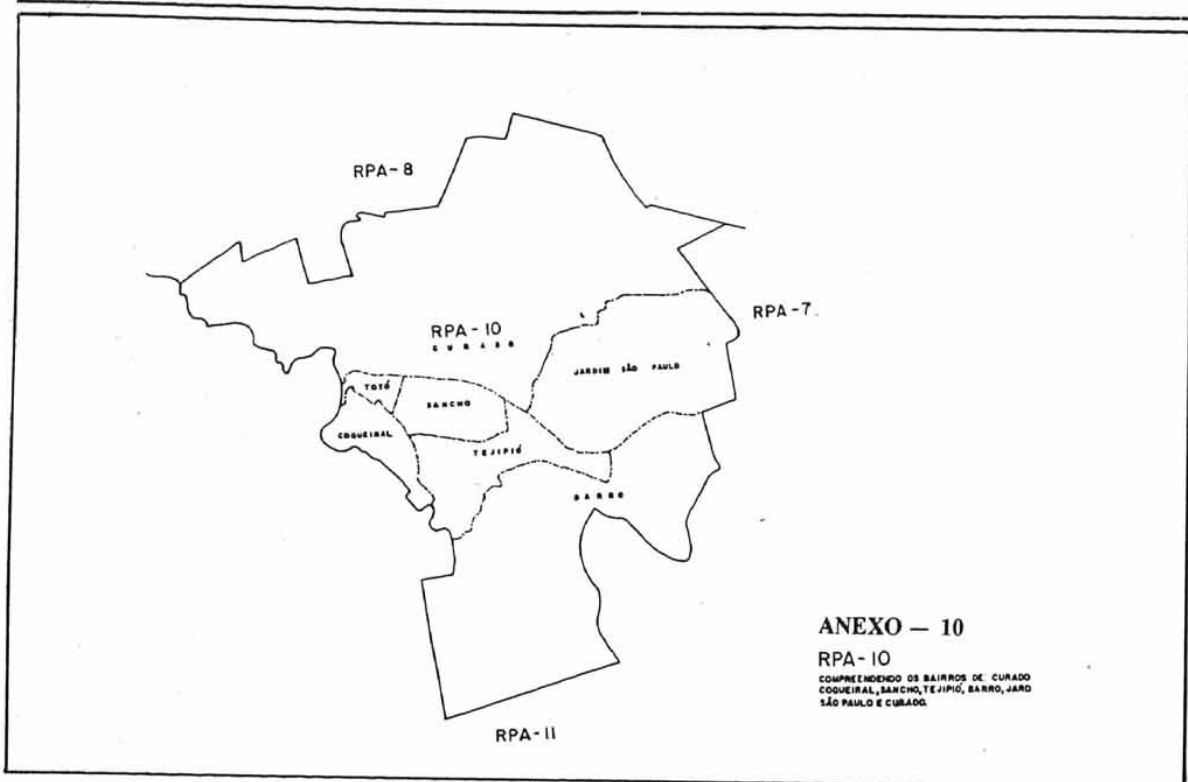 RPA-8
RPA-10
CURADO
RPA-7
JARDIM SÃO PAULO
TOTÓ
SANCHO
COQUEIRAL
TEJIPIÓ
BARRO
ANEXO — 10
RPA-10
COMPREENDENDO OS BAIRROS DE: CURADO
COQUEIRAL, SANCHO, TEJIPIÓ, BARRO, JARD
SÃO PAULO E CURADO.
RPA-11